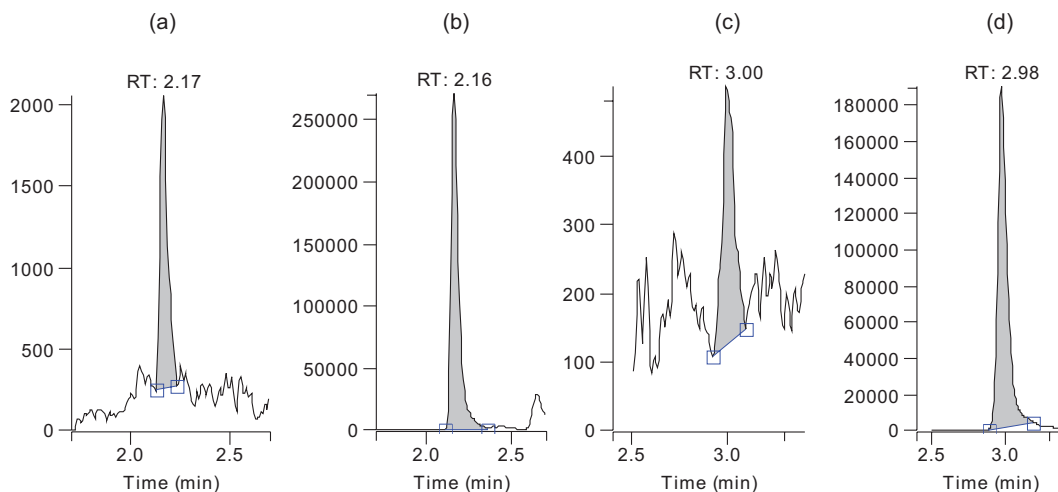 (a)
RT: 2.17
2000
1500
1000
500
0
2.0
2.5
Time (min)
(b)
RT: 2.16
250000
200000
150000
100000
50000
0
2.0
2.5
Time (min)
(c)
RT: 3.00
400
300
200
100
0
2.5
3.0
Time (min)
(d)
RT: 2.98
180000
160000
140000
120000
100000
80000
60000
40000
20000
0
2.5
3.0
Time (min)